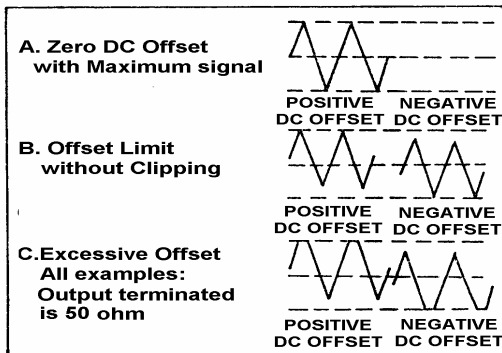 A. Zero DC Offset
with Maximum signal
POSITIVE NEGATIVE
DC OFFSET DC OFFSET
B. Offset Limit
without Clipping
POSITIVE NEGATIVE
DC OFFSET DC OFFSET
C.Excessive Offset
All examples:
Output terminated
is 50 ohm
POSITIVE NEGATIVE
DC OFFSET DC OFFSET